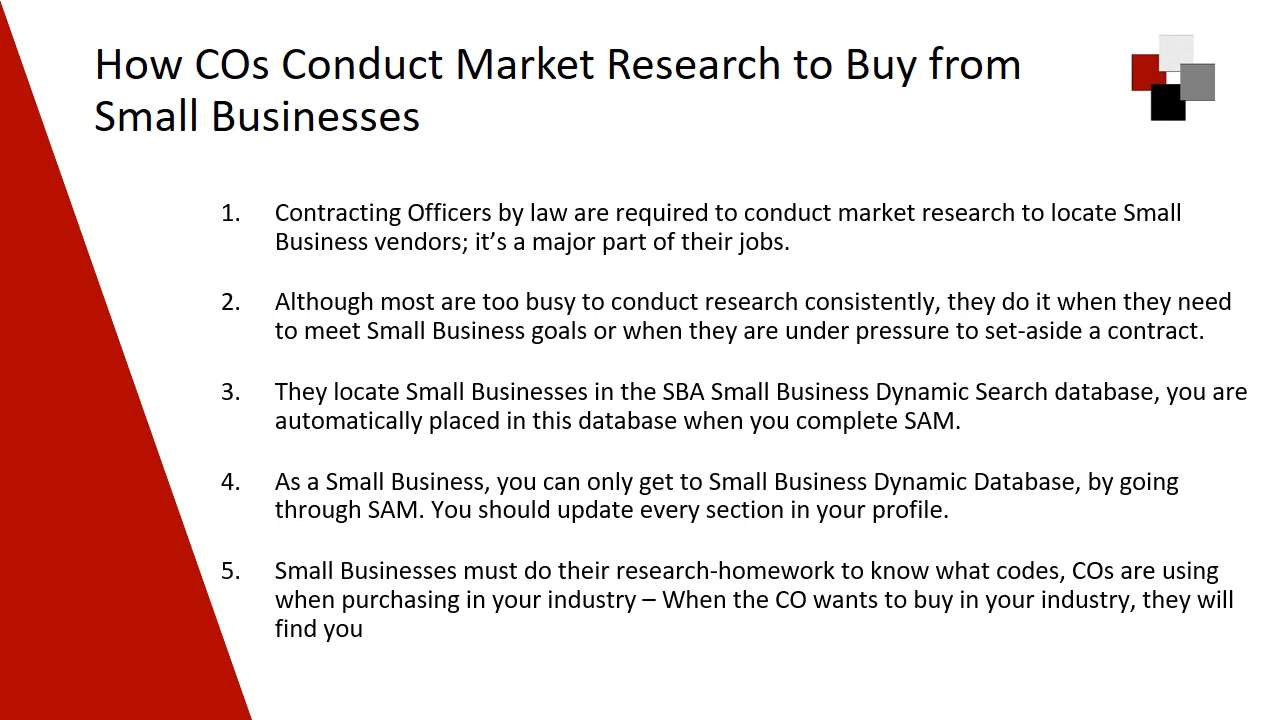 How COs Conduct Market Research to Buy from
Small Businesses
1. Contracting Officers by law are required to conduct market research to locate Small
Business vendors; it’s a major part of their jobs.
2. Although most are too busy to conduct research consistently, they do it when they need
to meet Small Business goals or when they are under pressure to set-aside a contract.
3. They locate Small Businesses in the SBA Small Business Dynamic Search database, you are
automatically placed in this database when you complete SAM.
4. As a Small Business, you can only get to Small Business Dynamic Database, by going
through SAM. You should update every section in your profile.
5. Small Businesses must do their research-homework to know what codes, COs are using
when purchasing in your industry – When the CO wants to buy in your industry, they will
find you